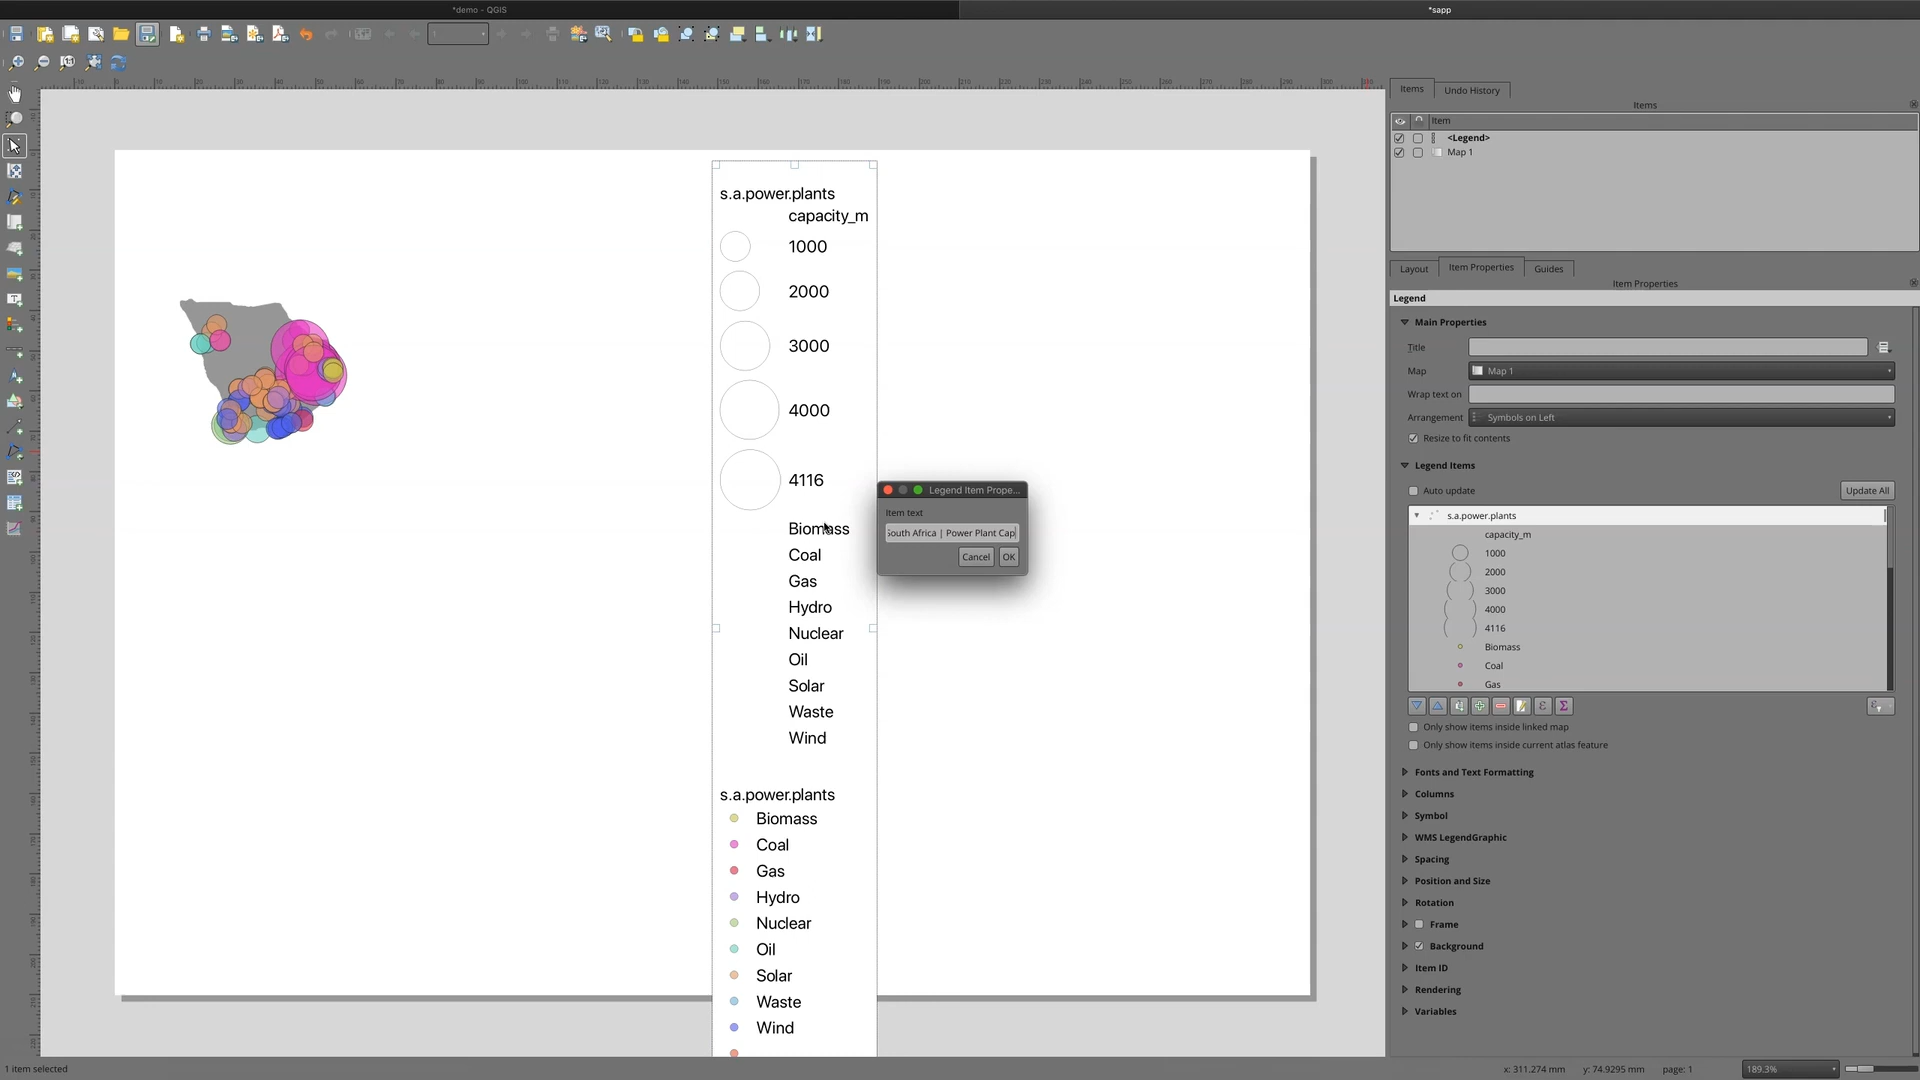 *demo – QGIS
*sapp
Items
Undo History
Items
Item
<Legend>
Map 1
Layout
Item Properties
Guides
Item Properties
Legend
Main Properties
Title
Map
Map 1
Wrap text on
Arrangement
Symbols on Left
Resize to fit contents
Legend Items
Auto update
Update All
s.a.power.plants
capacity_m
1000
2000
3000
4000
4116
Biomass
Coal
Gas
Only show items inside linked map
Only show items inside current atlas feature
Fonts and Text Formatting
Columns
Symbol
WMS LegendGraphic
Spacing
Position and Size
Rotation
Frame
Background
Item ID
Rendering
Variables
s.a.power.plants
capacity_m
1000
2000
3000
4000
4116
Biomass
Coal
Gas
Hydro
Nuclear
Oil
Solar
Waste
Wind
s.a.power.plants
Biomass
Coal
Gas
Hydro
Nuclear
Oil
Solar
Waste
Wind
Legend Item Prope...
Item text
South Africa | Power Plant Cap
Cancel
OK
1 item selected
x: 311.274 mm
y: 74.9295 mm
page: 1
189.3%